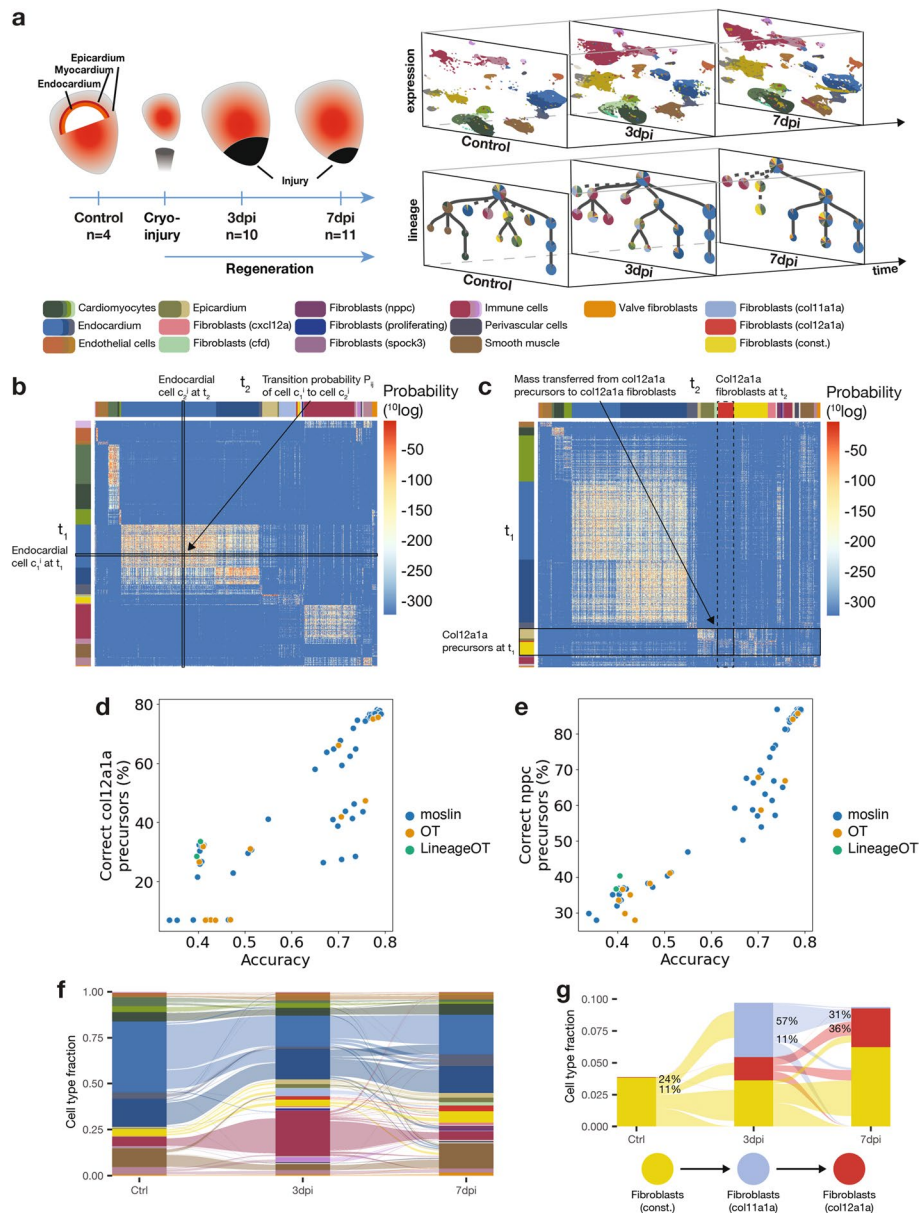 a
Epicardium
Myocardium
Endocardium
Injury
Control
n=4
Cryo-
injury
3dpi
n=10
7dpi
n=11
Regeneration
expression
Control
3dpi
7dpi
lineage
Control
3dpi
7dpi
time
Cardiomyocytes
Endocardium
Endothelial cells
Epicardium
Fibroblasts (cxcl12a)
Fibroblasts (cfd)
Fibroblasts (nppc)
Fibroblasts (proliferating)
Fibroblasts (spock3)
Immune cells
Perivascular cells
Smooth muscle
Valve fibroblasts
Fibroblasts (col11a1a)
Fibroblasts (col12a1a)
Fibroblasts (const.)
b
Endocardial
cell c₂ʲ at t₂
t₂
Transition probability Pᵢⱼ
of cell c₁ⁱ to cell c₂ʲ
Probability
(¹⁰log)
0
-50
-100
-150
-200
-250
-300
t₁
Endocardial
cell c₁ⁱ at t₁
c
Mass transferred from col12a1a
precursors to col12a1a fibroblasts
t₂
Col12a1a
fibroblasts at t₂
Probability
(¹⁰log)
0
-50
-100
-150
-200
-250
-300
t₁
Col12a1a
precursors at t₁
d
Correct col12a1a
precursors (%)
80
60
40
20
0.4 0.5 0.6 0.7 0.8
Accuracy
moslin
OT
LineageOT
e
Correct nppc
precursors (%)
90
80
70
60
50
40
30
0.4 0.5 0.6 0.7 0.8
Accuracy
moslin
OT
LineageOT
f
Cell type fraction
1.00
0.75
0.50
0.25
0.00
Ctrl 3dpi 7dpi
g
Cell type fraction
0.100
0.075
0.050
0.025
0.000
24%
11%
57%
11%
31%
36%
Ctrl 3dpi 7dpi
Fibroblasts
(const.)
Fibroblasts
(col11a1a)
Fibroblasts
(col12a1a)